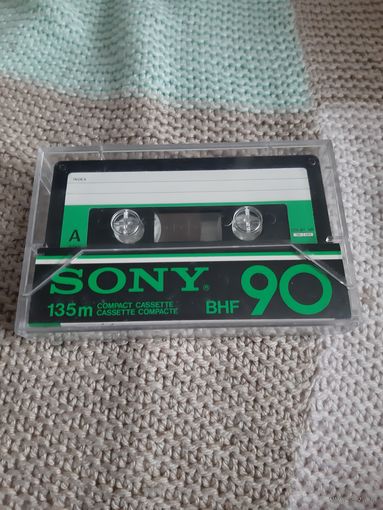 INDEX
A
SONY®
135m COMPACT CASSETTE
CASSETTE COMPACTE
BHF 90